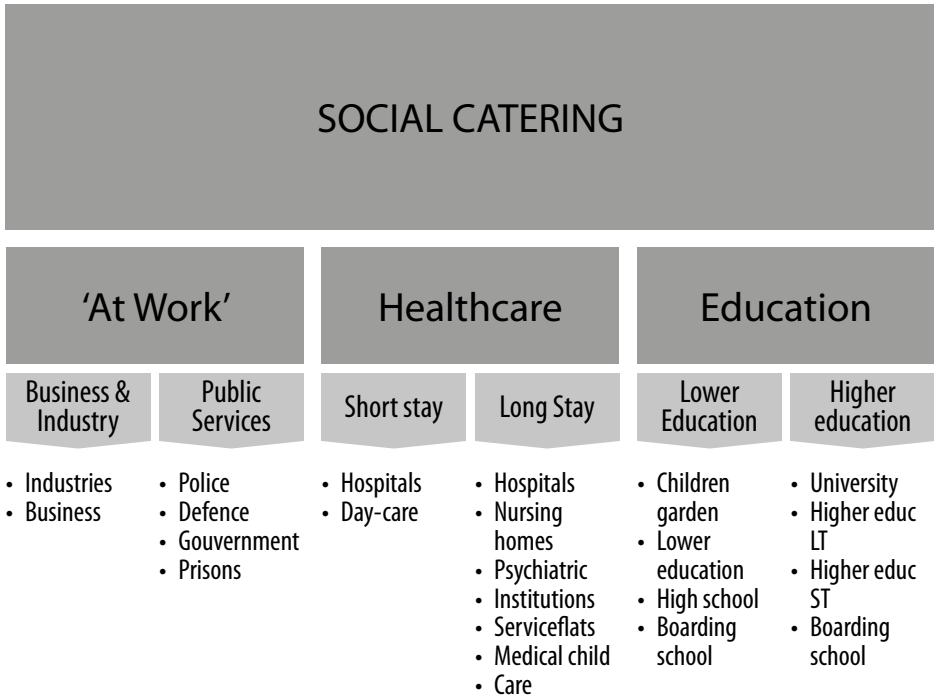 SOCIAL CATERING
‘At Work’
Business &
Industry
• Industries
• Business
Public
Services
• Police
• Defence
• Gouvernment
• Prisons
Healthcare
Short stay
• Hospitals
• Day-care
Long Stay
• Hospitals
• Nursing
homes
• Psychiatric
• Institutions
• Serviceflats
• Medical child
• Care
Education
Lower
Education
• Children
garden
• Lower
education
• High school
• Boarding
school
Higher
education
• University
• Higher educ
LT
• Higher educ
ST
• Boarding
school